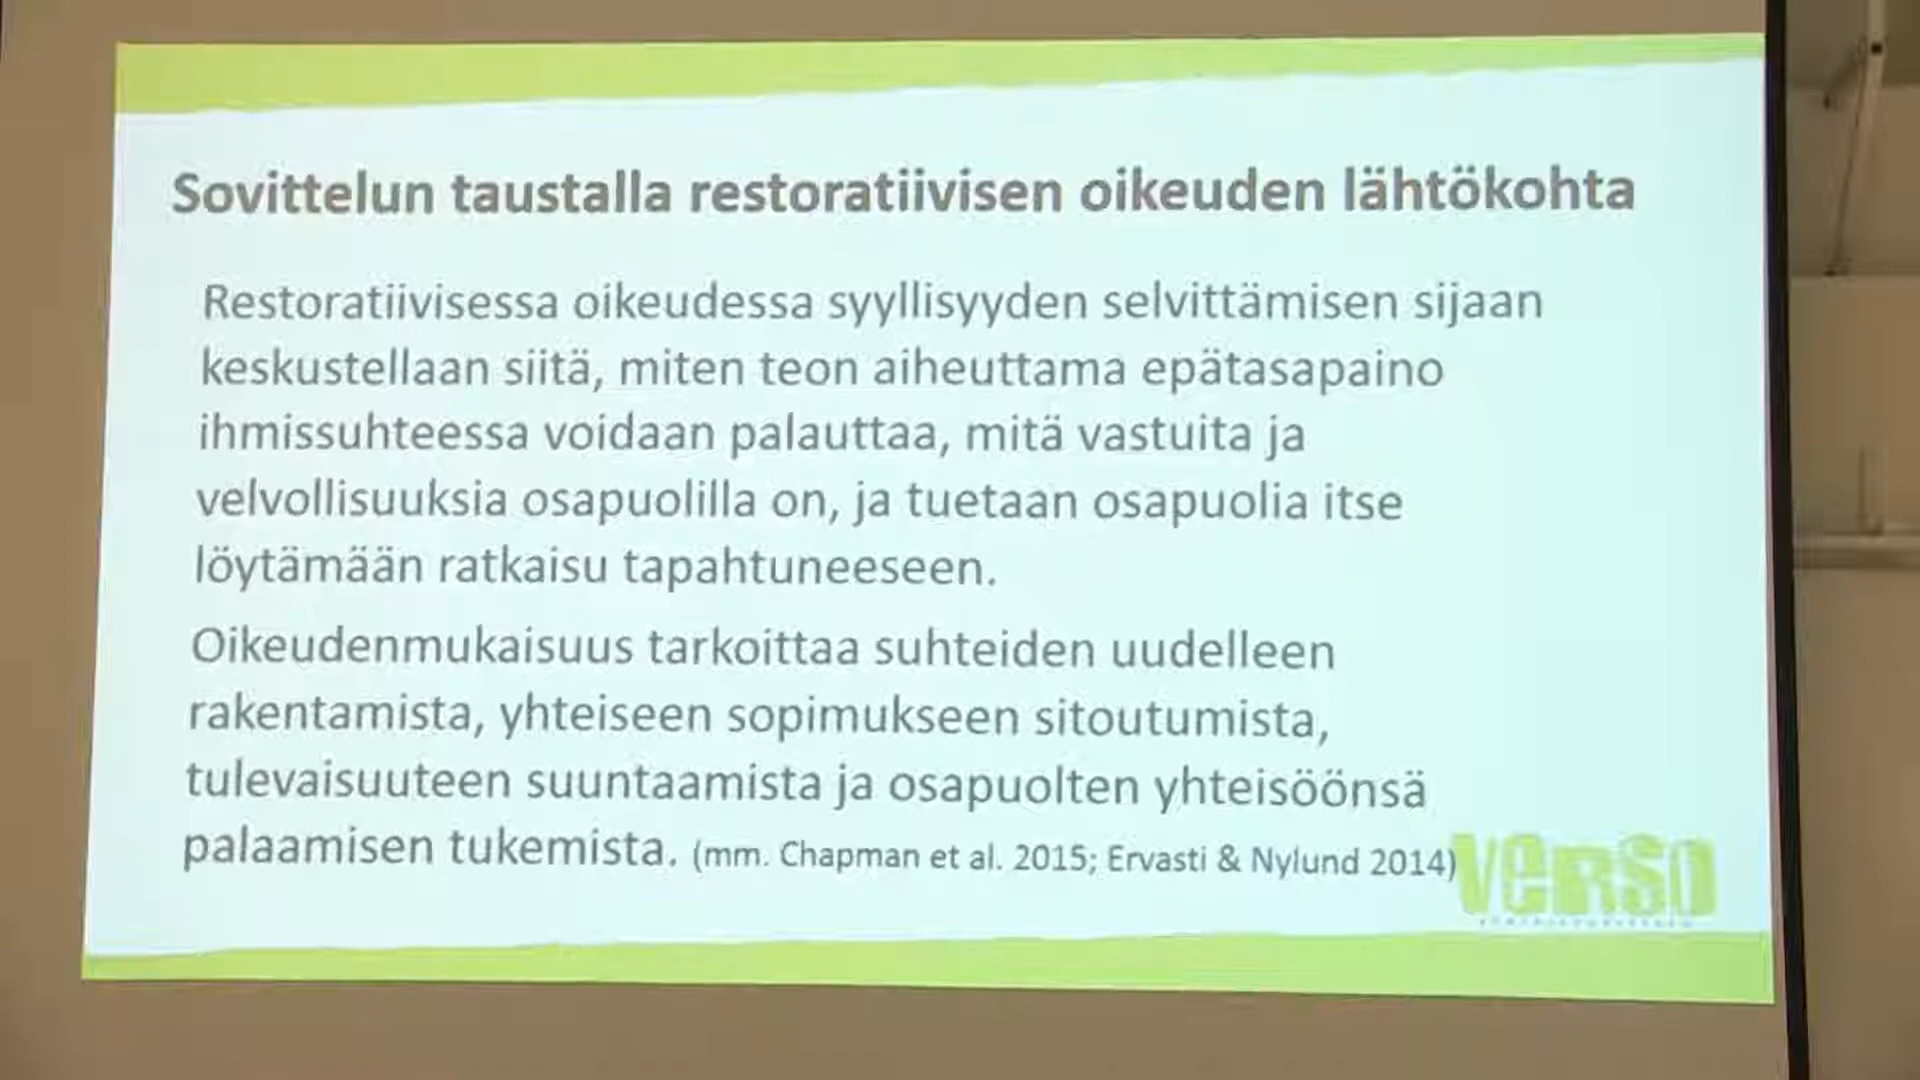 Sovittelun taustalla restoratiivisen oikeuden lähtökohta
Restoratiivisessa oikeudessa syyllisyyden selvittämisen sijaan
keskustellaan siitä, miten teon aiheuttama epätasapaino
ihmissuhteessa voidaan palauttaa, mitä vastuita ja
velvollisuuksia osapuolilla on, ja tuetaan osapuolia itse
löytämään ratkaisu tapahtuneeseen.
Oikeudenmukaisuus tarkoittaa suhteiden uudelleen
rakentamista, yhteiseen sopimukseen sitoutumista,
tulevaisuuteen suuntaamista ja osapuolten yhteisöönsä
palaamisen tukemista. (mm. Chapman et al. 2015; Ervasti & Nylund 2014)
verso